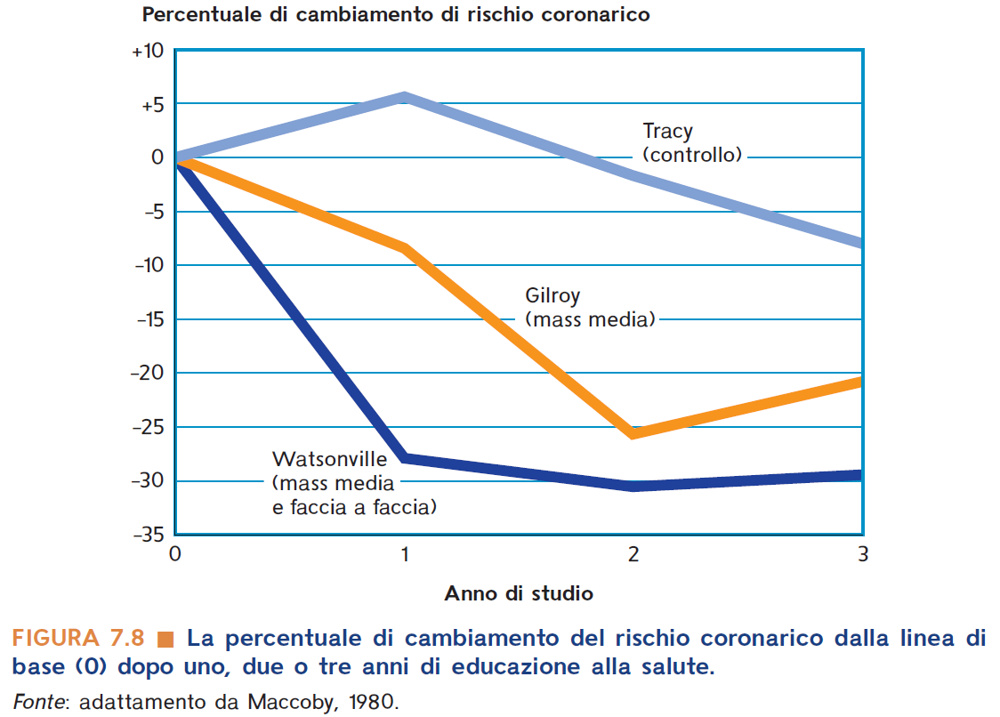 Percentuale di cambiamento di rischio coronarico
+10
+5
0
–5
–10
–15
–20
–25
–30
–35
Tracy
(controllo)
Gilroy
(mass media)
Watsonville
(mass media
e faccia a faccia)
0 1 2 3
Anno di studio
FIGURA 7.8 ■ La percentuale di cambiamento del rischio coronarico dalla linea di
base (0) dopo uno, due o tre anni di educazione alla salute.
Fonte: adattamento da Maccoby, 1980.